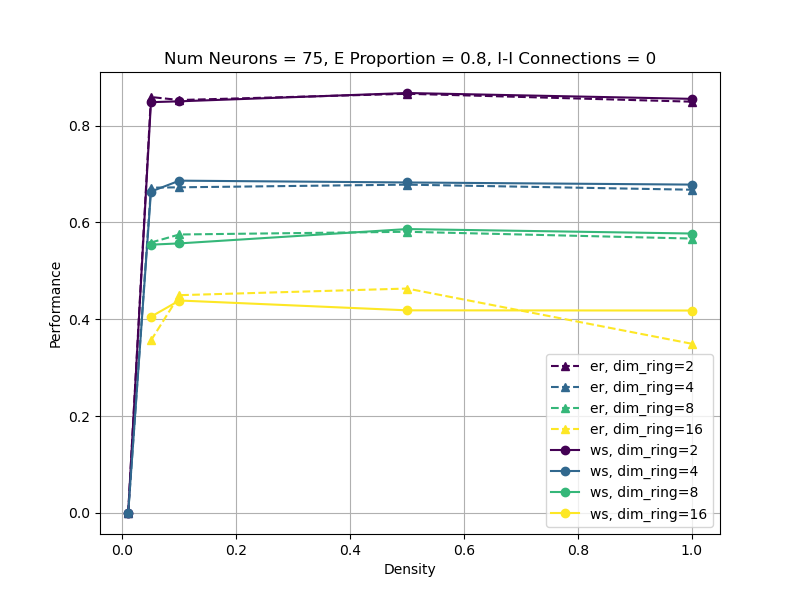 Num Neurons = 75, E Proportion = 0.8, I-I Connections = 0
Performance
0.8
0.6
0.4
0.2
0.0
0.0 0.2 0.4 0.6 0.8 1.0
Density
er, dim_ring=2
er, dim_ring=4
er, dim_ring=8
er, dim_ring=16
ws, dim_ring=2
ws, dim_ring=4
ws, dim_ring=8
ws, dim_ring=16